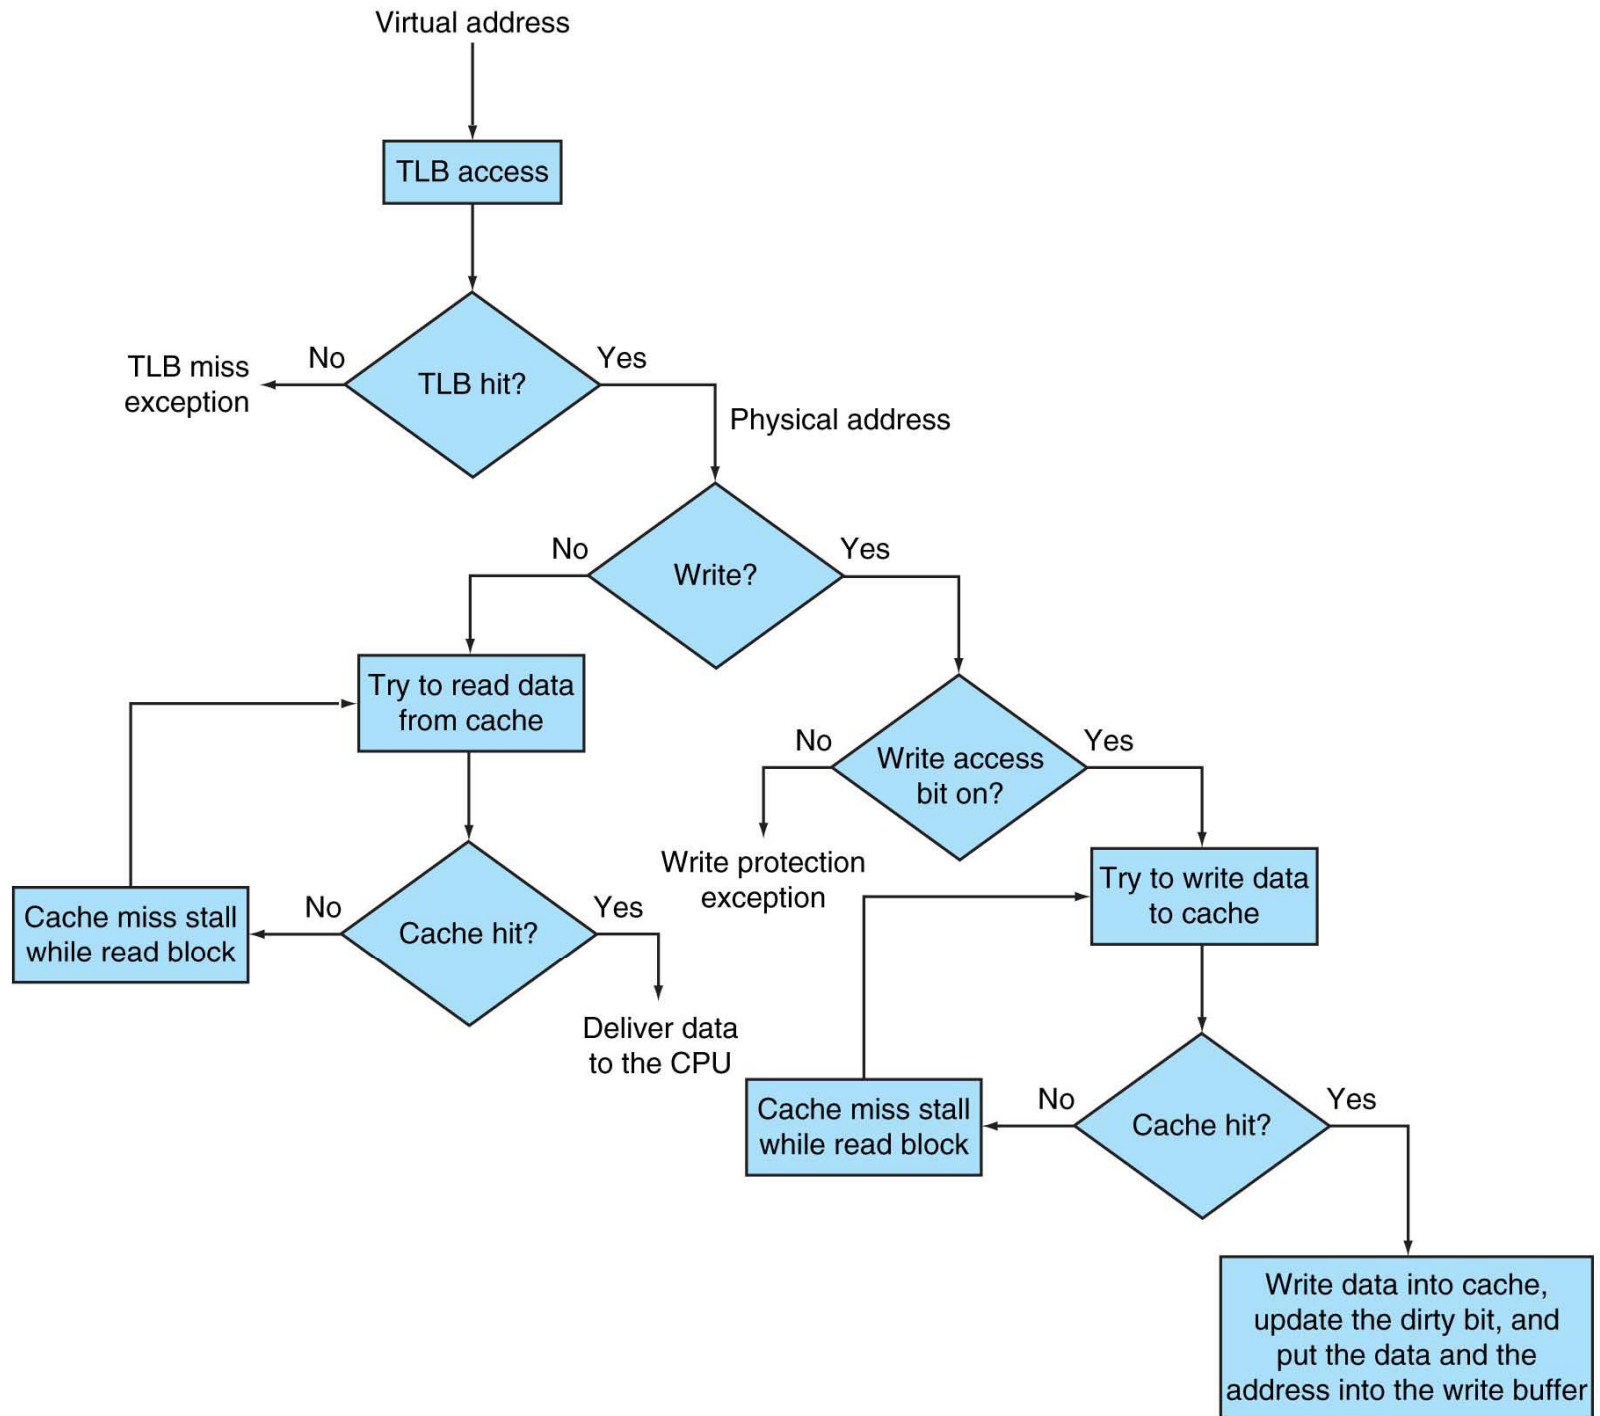 Virtual address
TLB access
TLB hit?
No
Yes
TLB miss
exception
Physical address
Write?
No
Yes
Try to read data
from cache
Write access
bit on?
No
Yes
Write protection
exception
Try to write data
to cache
Cache hit?
No
Yes
Cache miss stall
while read block
Deliver data
to the CPU
Cache hit?
No
Yes
Cache miss stall
while read block
Write data into cache,
update the dirty bit, and
put the data and the
address into the write buffer